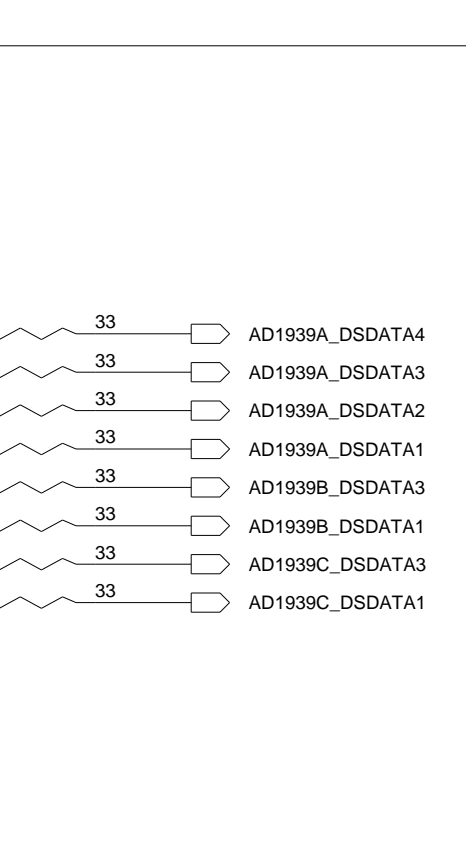 33
AD1939A_DSDATA4
33
AD1939A_DSDATA3
33
AD1939A_DSDATA2
33
AD1939A_DSDATA1
33
AD1939B_DSDATA3
33
AD1939B_DSDATA1
33
AD1939C_DSDATA3
33
AD1939C_DSDATA1